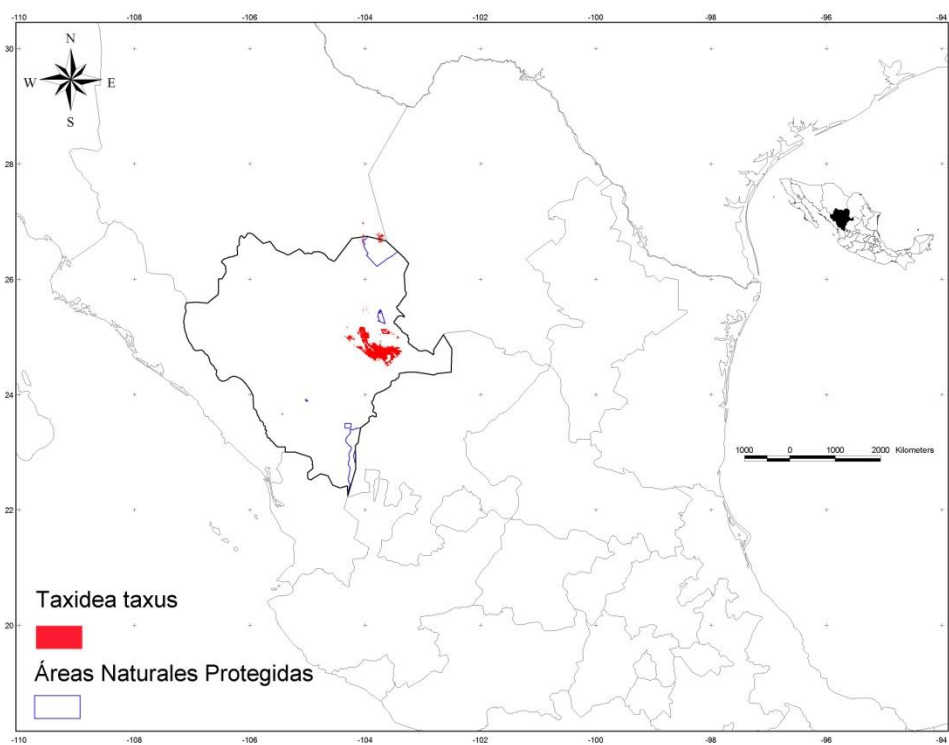 -110 -108 -106 -104 -102 -100 -98 -96 -94
30
28
26
24
22
20
N
W E
S
1000 0 1000 2000 Kilometers
Taxidea taxus
Áreas Naturales Protegidas
-110 -108 -106 -104 -102 -100 -98 -96 -94